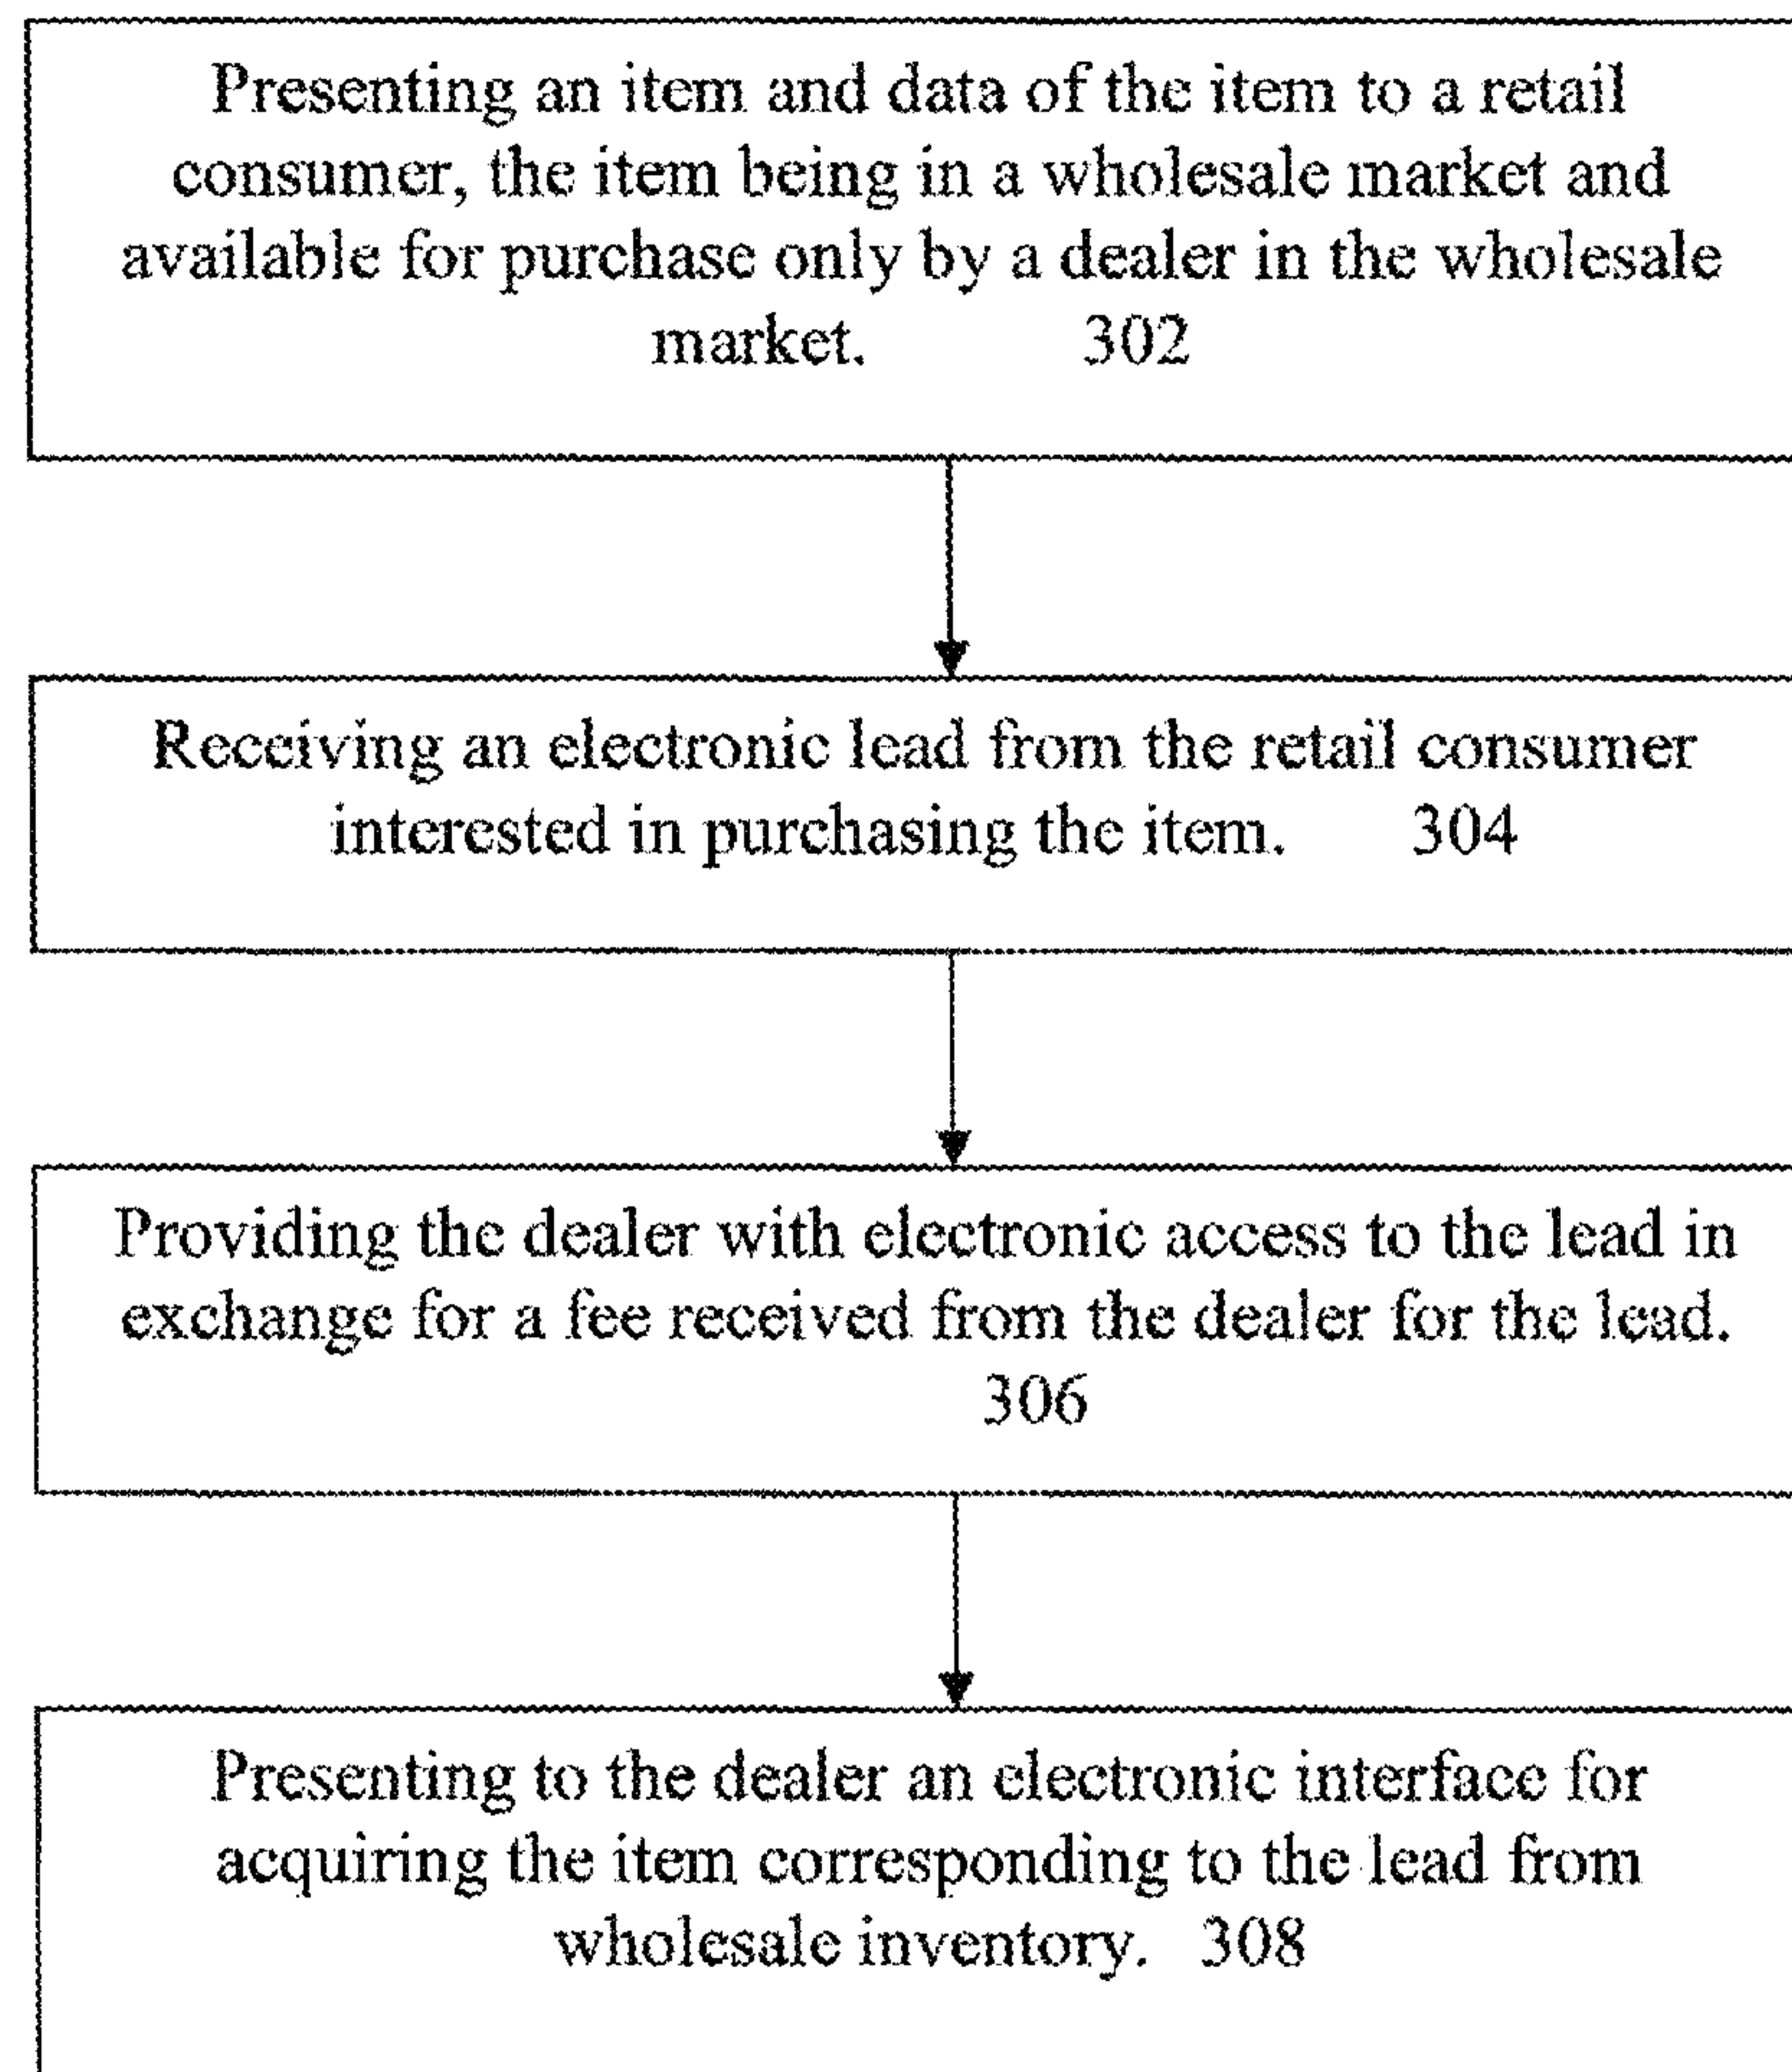 Presenting an item and data of the item to a retail
consumer, the item being in a wholesale market and
available for purchase only by a dealer in the wholesale
market. 302
Receiving an electronic lead from the retail consumer
interested in purchasing the item. 304
Providing the dealer with electronic access to the lead in
exchange for a fee received from the dealer for the lead.
306
Presenting to the dealer an electronic interface for
acquiring the item corresponding to the lead from
wholesale inventory. 308